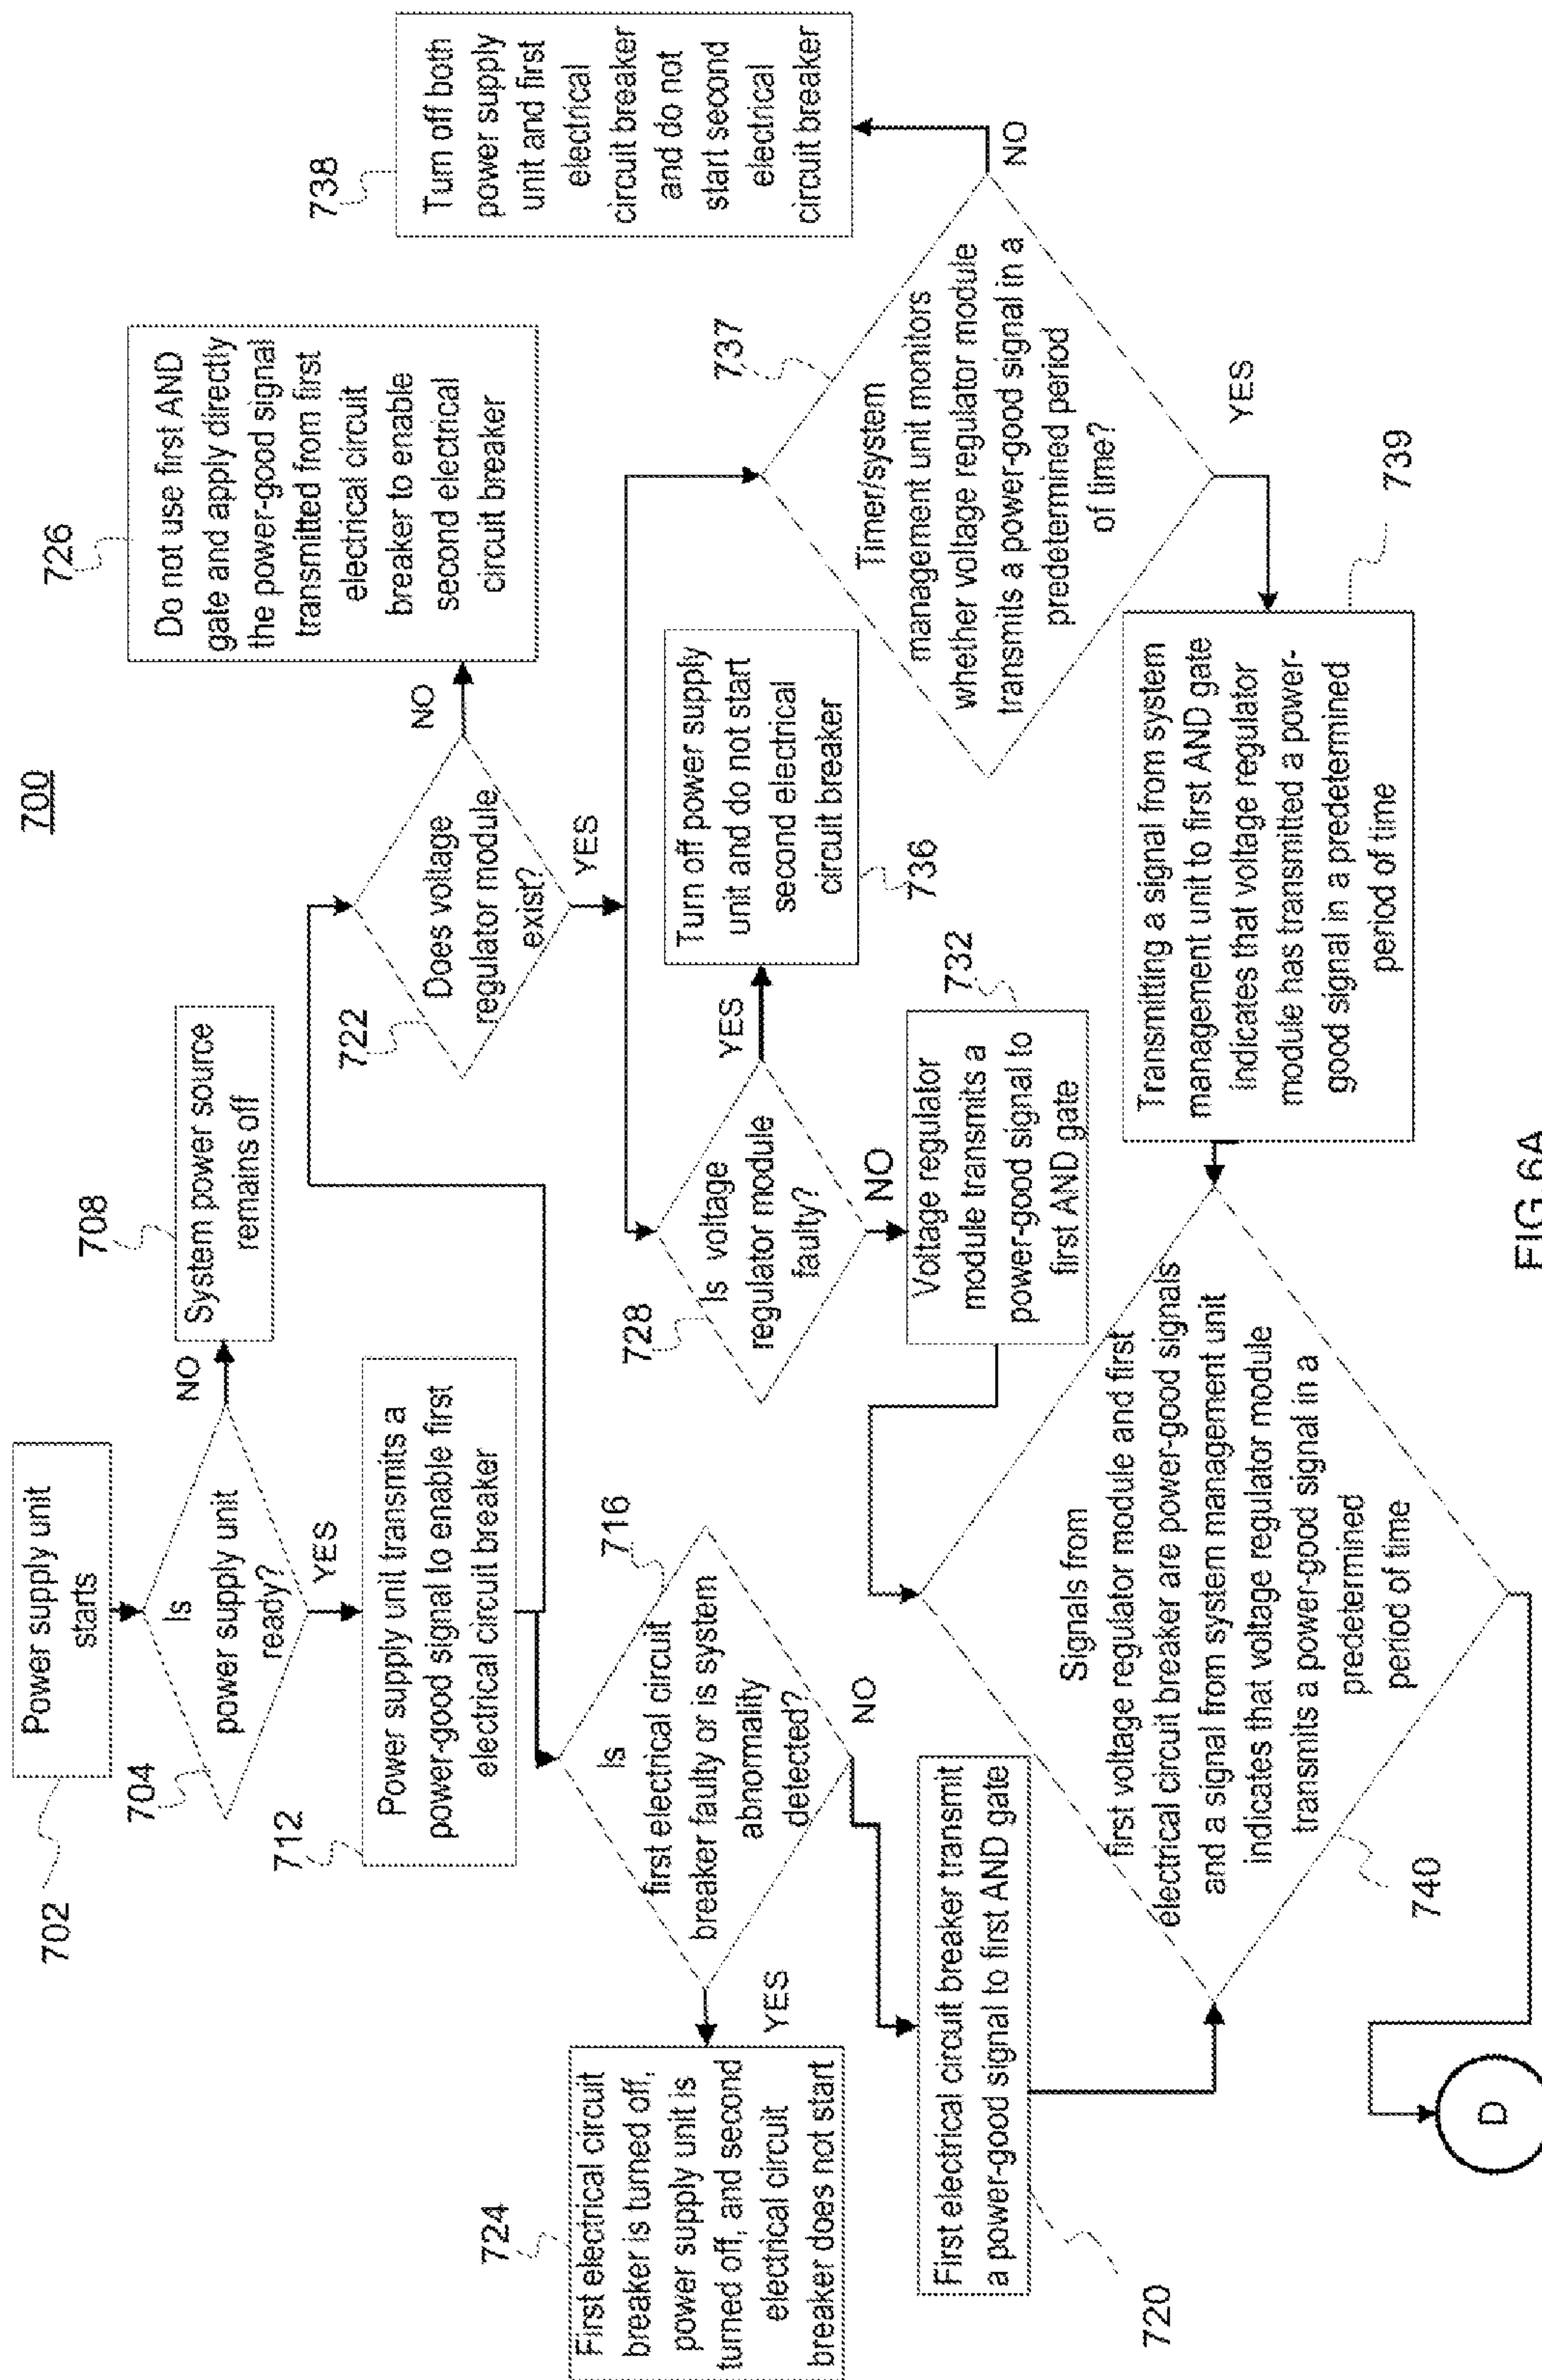 700
702
Power supply unit
starts
704
Is
power supply unit
ready?
NO
708
System power source
remains off
YES
712
Power supply unit transmits a
power-good signal to enable first
electrical circuit breaker
716
Is
first electrical circuit
breaker faulty or is system
abnormality
detected?
YES
724
First electrical circuit
breaker is turned off,
power supply unit is
turned off, and second
electrical circuit
breaker does not start
NO
720
First electrical circuit breaker transmit
a power-good signal to first AND gate
722
Does voltage
regulator module
exist?
NO
726
Do not use first AND
gate and apply directly
the power-good signal
transmitted from first
electrical circuit
breaker to enable
second electrical
circuit breaker
YES
728
Is voltage
regulator module
faulty?
YES
Turn off power supply
unit and do not start
second electrical
circuit breaker
736
NO
732
Voltage regulator
module transmits a
power-good signal to
first AND gate
737
Timer/system
management unit monitors
whether voltage regulator module
transmits a power-good signal in a
predetermined period
of time?
NO
738
Turn off both
power supply
unit and first
electrical
circuit breaker
and do not
start second
electrical
circuit breaker
YES
739
Transmitting a signal from system
management unit to first AND gate
indicates that voltage regulator
module has transmitted a power-
good signal in a predetermined
period of time
Signals from
first voltage regulator module and first
electrical circuit breaker are power-good signals
and a signal from system management unit
indicates that voltage regulator module
transmits a power-good signal in a
predetermined
period of time
740
D
FIG.6A